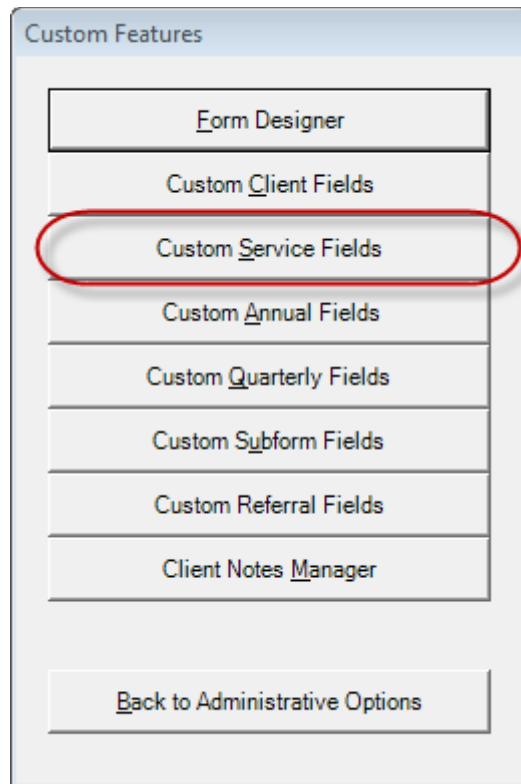 Custom Features
Form Designer
Custom Client Fields
Custom Service Fields
Custom Annual Fields
Custom Quarterly Fields
Custom Subform Fields
Custom Referral Fields
Client Notes Manager
Back to Administrative Options